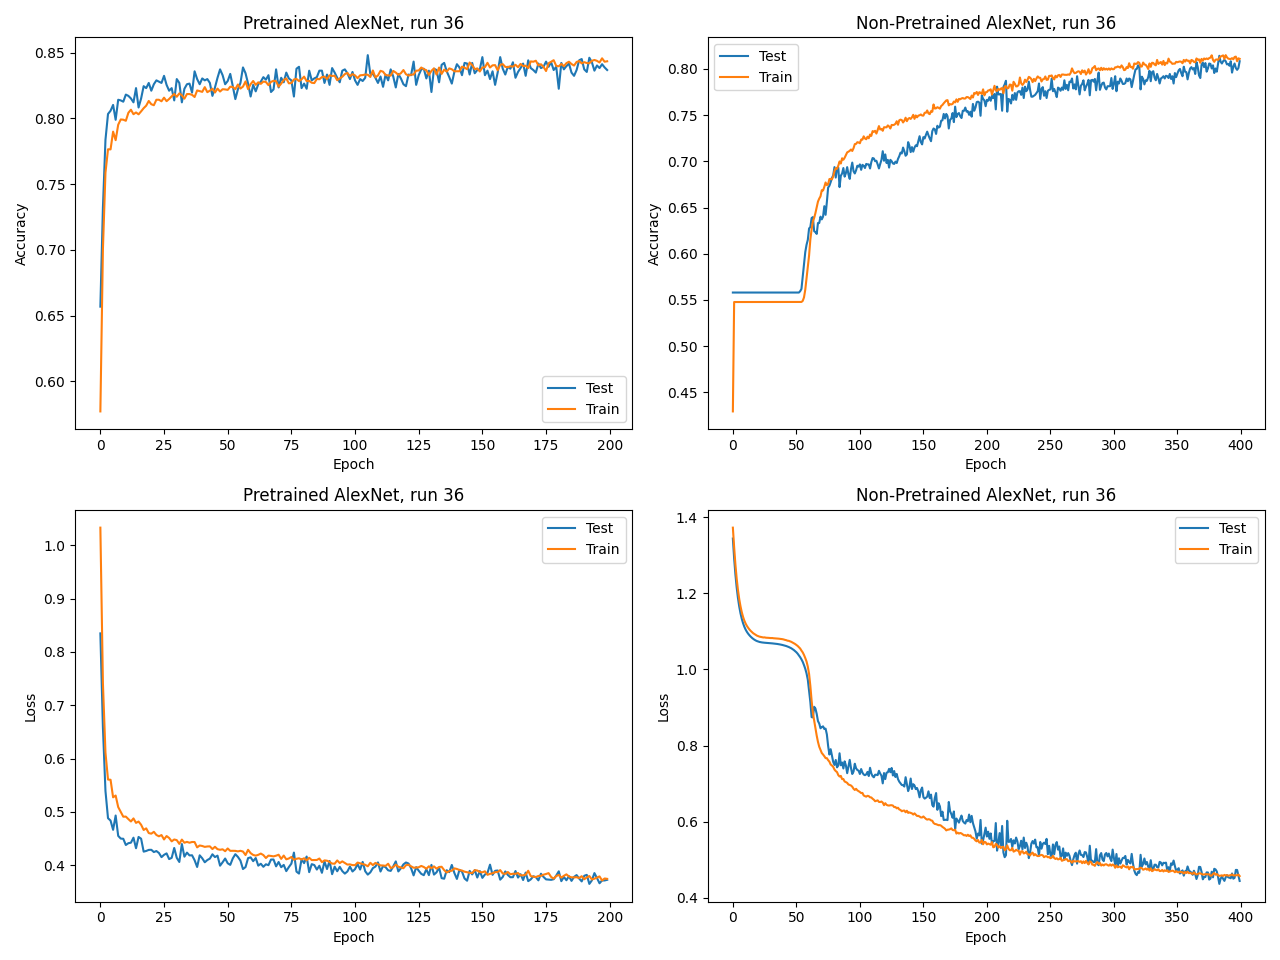 Pretrained AlexNet, run 36
0.85
0.80
0.75
0.70
0.65
0.60
Accuracy
Test
Train
0 25 50 75 100 125 150 175 200
Epoch
Non-Pretrained AlexNet, run 36
Test
Train
0.80
0.75
0.70
0.65
0.60
0.55
0.50
0.45
Accuracy
0 50 100 150 200 250 300 350 400
Epoch
Pretrained AlexNet, run 36
Test
Train
1.0
0.9
0.8
0.7
0.6
0.5
0.4
Loss
0 25 50 75 100 125 150 175 200
Epoch
Non-Pretrained AlexNet, run 36
Test
Train
1.4
1.2
1.0
0.8
0.6
0.4
Loss
0 50 100 150 200 250 300 350 400
Epoch